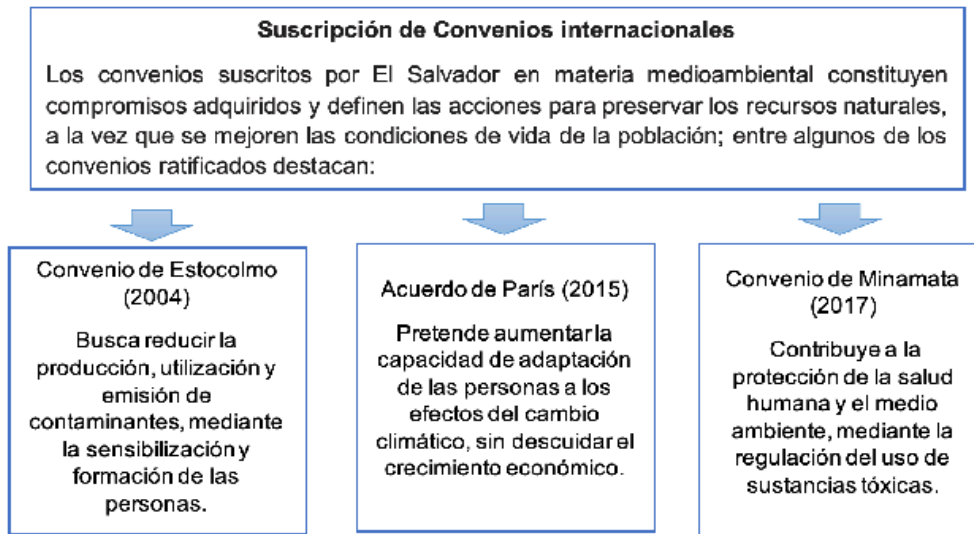 Suscripción de Convenios internacionales
Los convenios suscritos por El Salvador en materia medioambiental constituyen
compromisos adquiridos y definen las acciones para preservar los recursos naturales,
a la vez que se mejoren las condiciones de vida de la población; entre algunos de los
convenios ratificados destacan:
Convenio de Estocolmo
(2004)
Busca reducir la
producción, utilización y
emisión de
contaminantes, mediante
la sensibilización y
formación de las
personas.
Acuerdo de París (2015)
Pretende aumentar la
capacidad de adaptación
de las personas a los
efectos del cambio
climático, sin descuidar el
crecimiento económico.
Convenio de Minamata
(2017)
Contribuye a la
protección de la salud
humana y el medio
ambiente, mediante la
regulación del uso de
sustancias tóxicas.